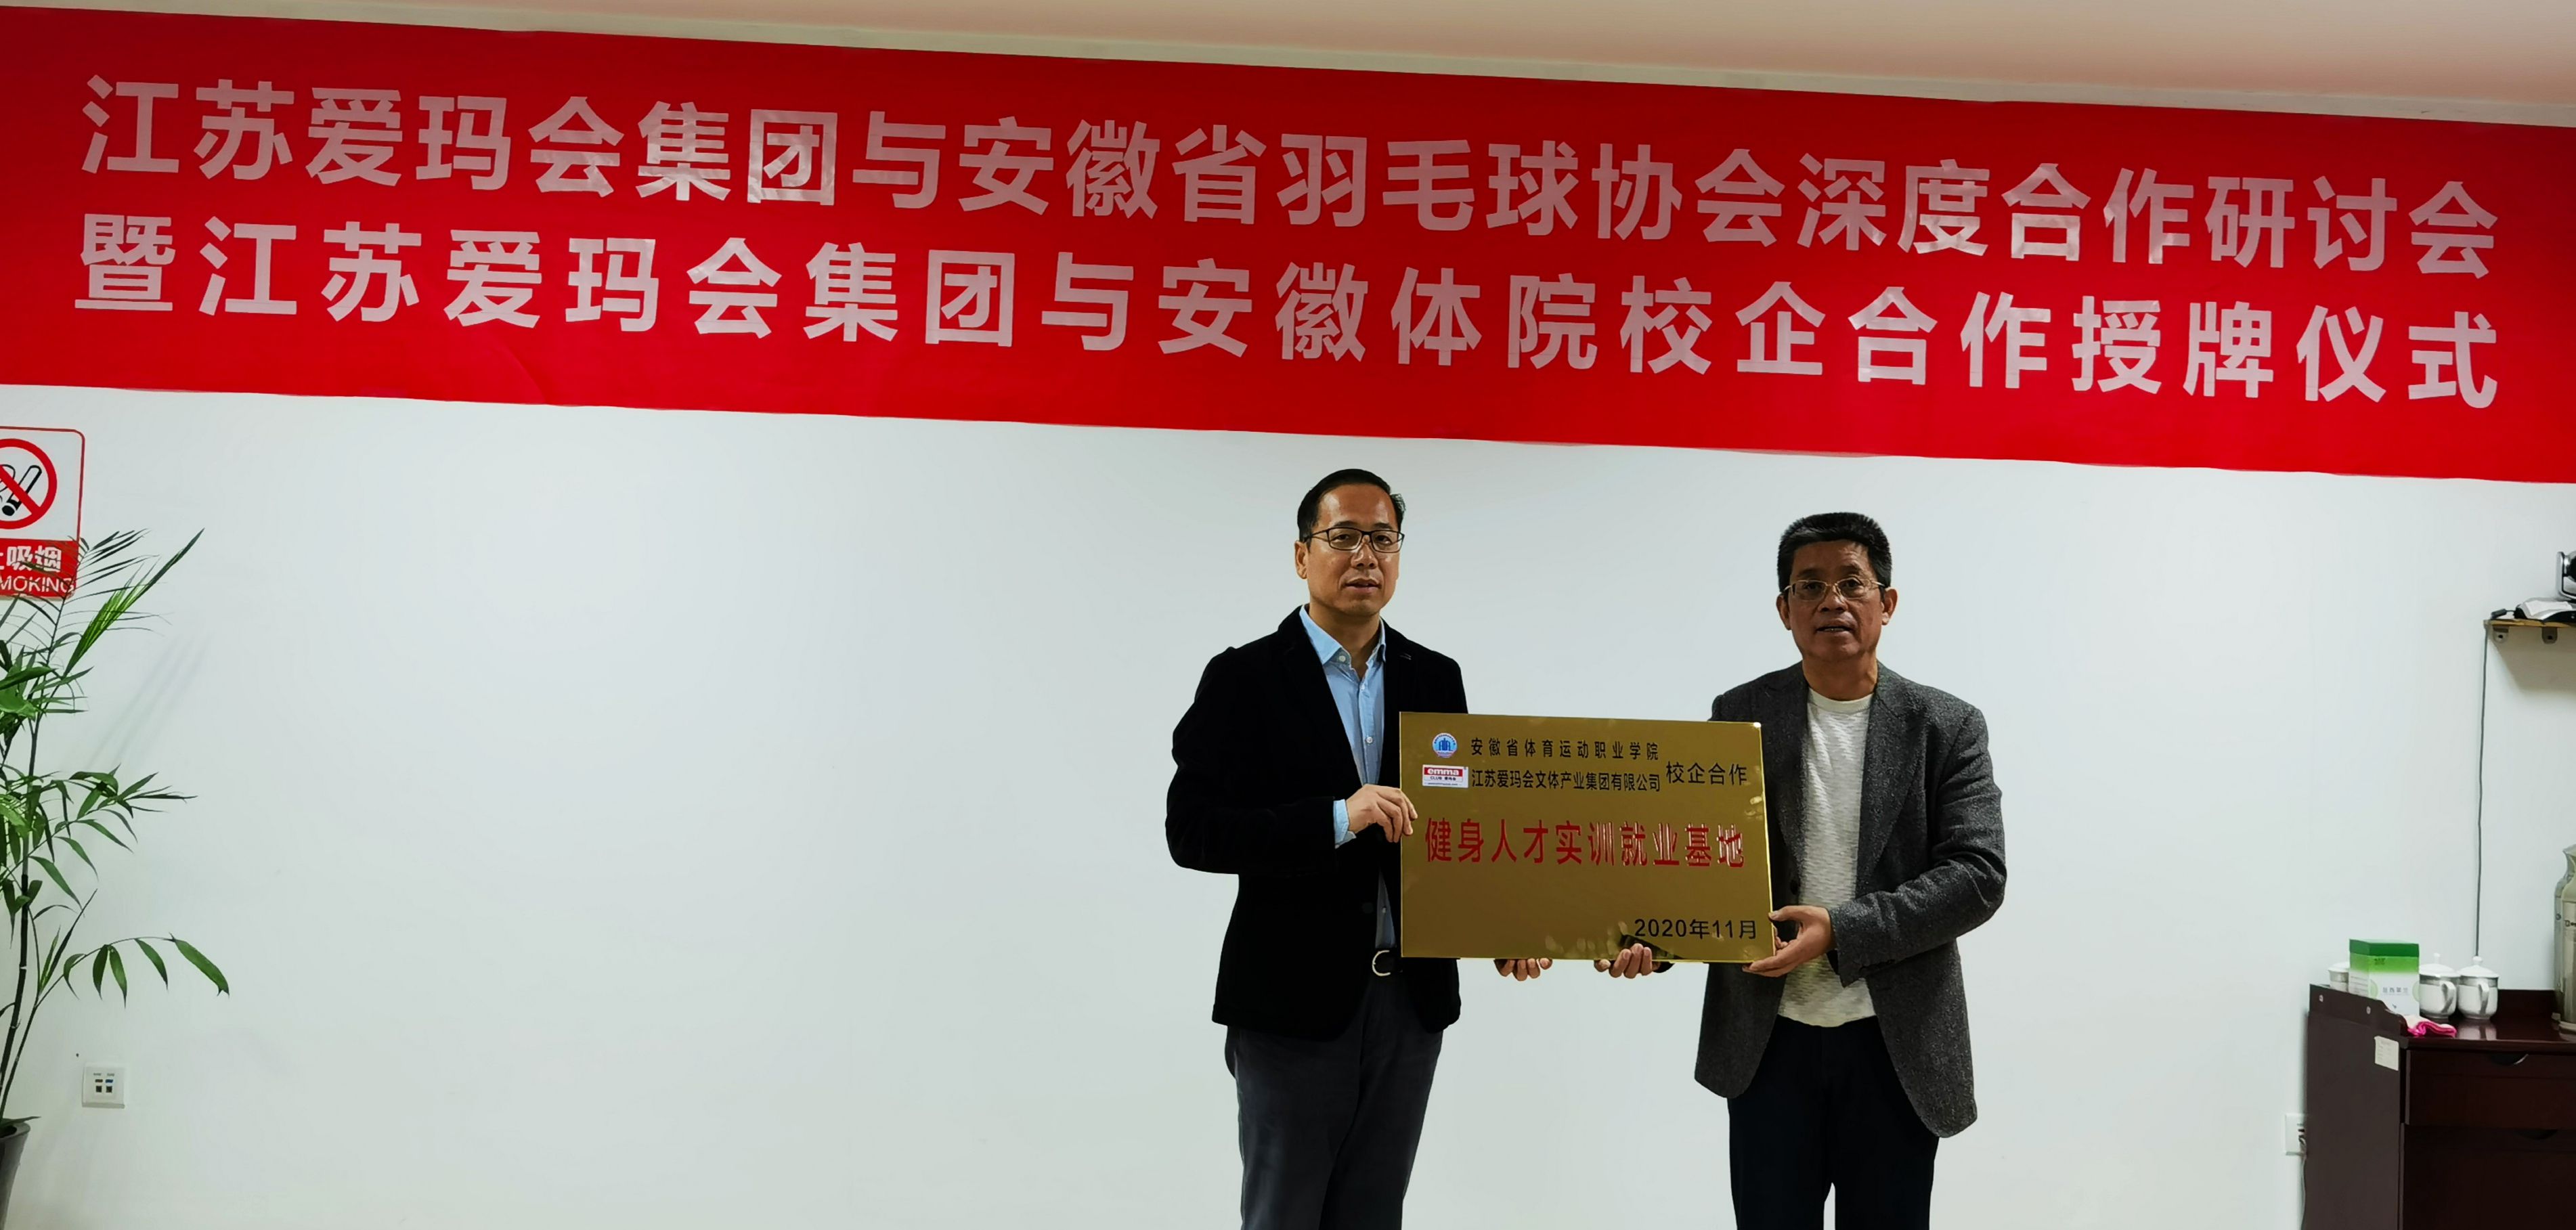 江苏爱玛会集团与安徽省羽毛球协会深度合作研讨会
暨江苏爱玛会集团与安徽体院校企合作授牌仪式
吸烟
MOKING
安徽省体育运动职业学院
江苏爱玛会文体产业集团有限公司
校企合作
emma
健身人才实训就业基地
2020年11月